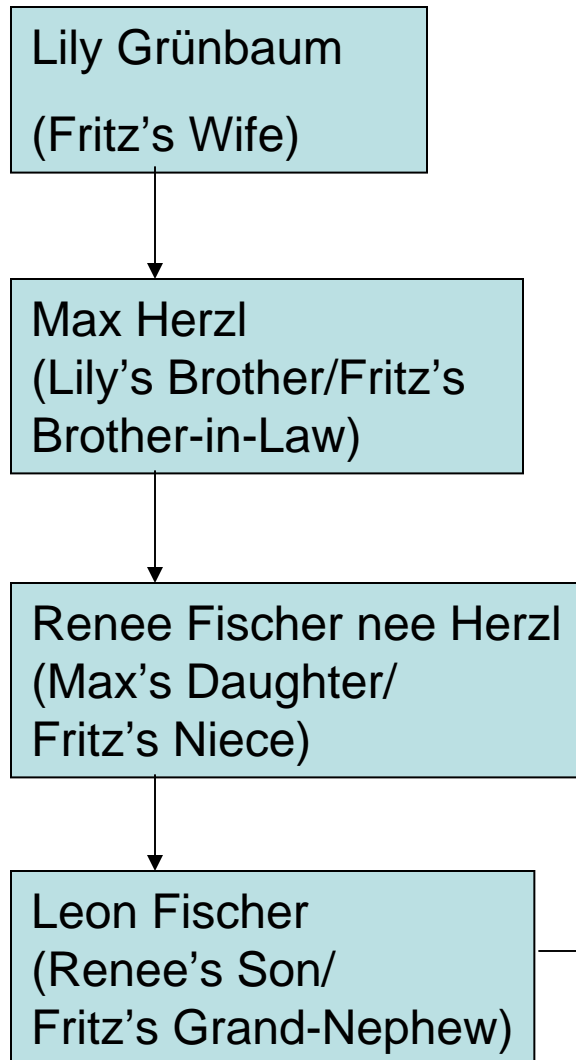 Lily Grünbaum
(Fritz’s Wife)
Max Herzl
(Lily’s Brother/Fritz’s
Brother-in-Law)
Renee Fischer nee Herzl
(Max’s Daughter/
Fritz’s Niece)
Leon Fischer
(Renee’s Son/
Fritz’s Grand-Nephew)